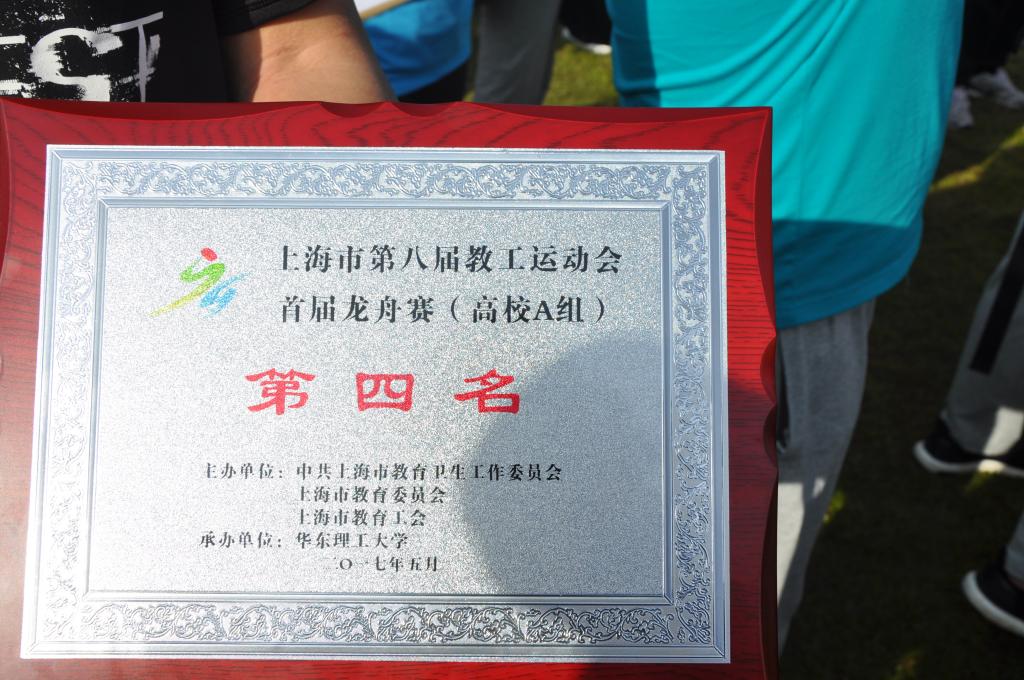 EST
上海市第八届教工运动会
首届龙舟赛（高校A组）
第四名
主办单位：中共上海市教育卫生工作委员会
上海市教育委员会
上海市教育工会
承办单位：华东理工大学
二〇一七年五月